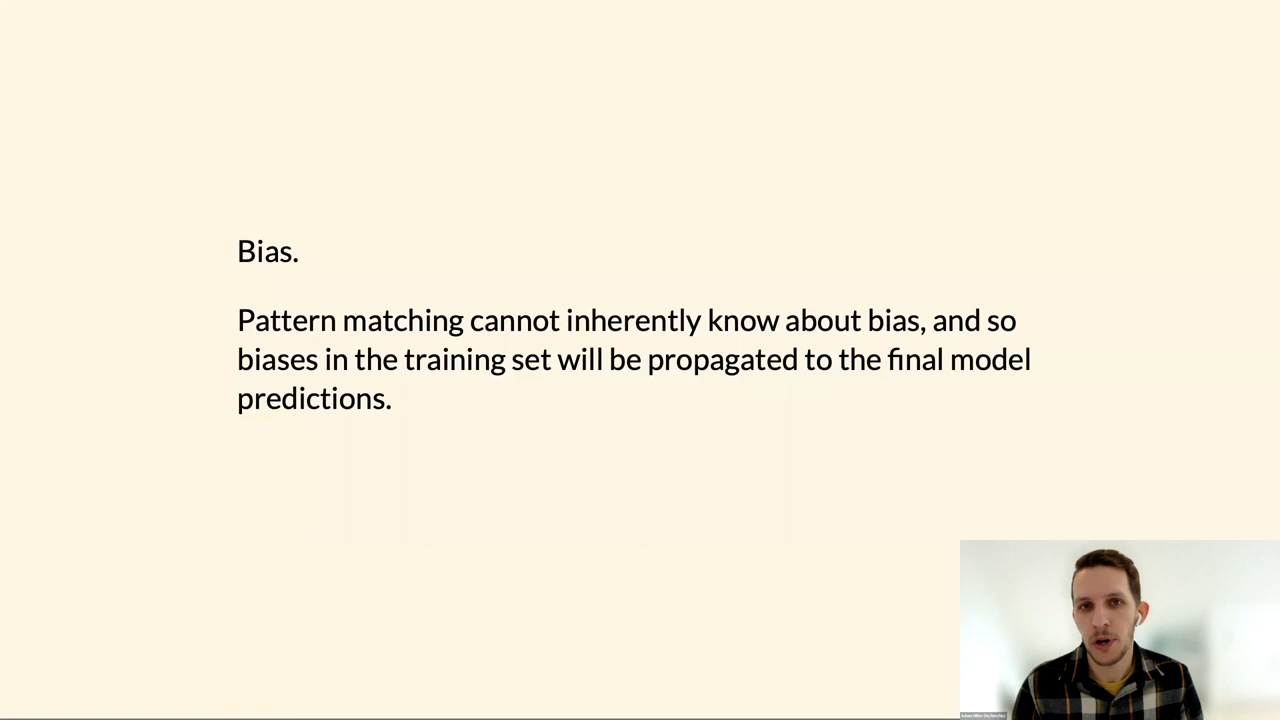 Bias.
Pattern matching cannot inherently know about bias, and so
biases in the training set will be propagated to the final model
predictions.